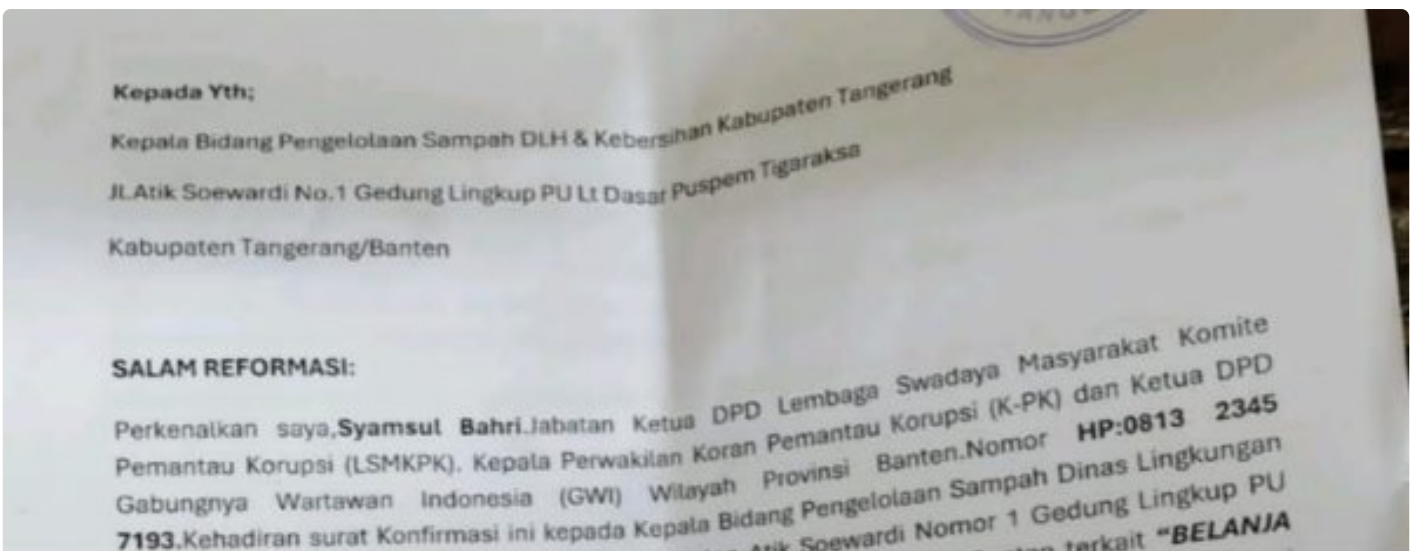 TANG
Kepada Yth;
Kepala Bidang Pengelolaan Sampah DLH & Kebersihan Kabupaten Tangerang
Jl.Atik Soewardi No.1 Gedung Lingkup PU Lt Dasar Puspem Tigaraksa
Kabupaten Tangerang/Banten
SALAM REFORMASI:
Perkenalkan saya,Syamsul Bahri.Jabatan Ketua DPD Lembaga Swadaya Masyarakat Komite
Pemantau Korupsi (LSMKPK). Kepala Perwakilan Koran Pemantau Korupsi (K-PK) dan Ketua DPD
Gabungnya Wartawan Indonesia (GWI) Wilayah Provinsi Banten.Nomor HP:0813 2345
7193.Kehadiran surat Konfirmasi ini kepada Kepala Bidang Pengelolaan Sampah Dinas Lingkungan
Atik Soewardi Nomor 1 Gedung Lingkup PU
terkait "BELANJA